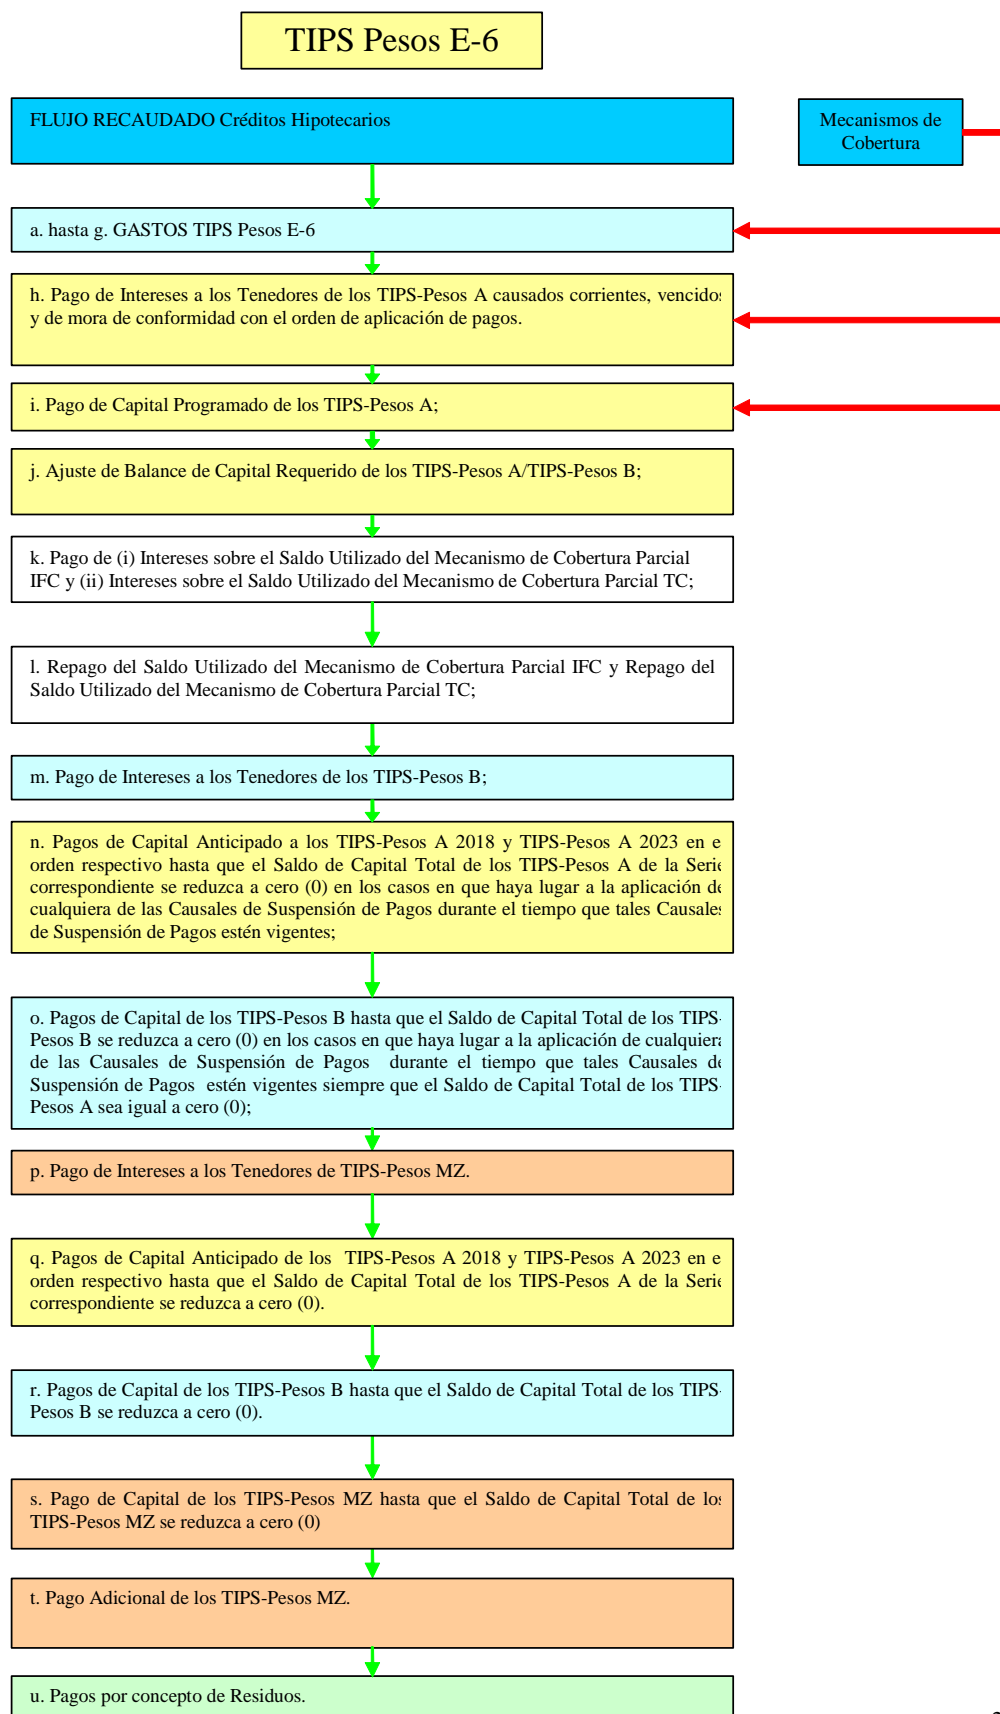 TIPS Pesos E-6
FLUJO RECAUDADO Créditos Hipotecarios
Mecanismos de
Cobertura
a. hasta g. GASTOS TIPS Pesos E-6
h. Pago de Intereses a los Tenedores de los TIPS-Pesos A causados corrientes, vencidos
y de mora de conformidad con el orden de aplicación de pagos.
i. Pago de Capital Programado de los TIPS-Pesos A;
j. Ajuste de Balance de Capital Requerido de los TIPS-Pesos A/TIPS-Pesos B;
k. Pago de (i) Intereses sobre el Saldo Utilizado del Mecanismo de Cobertura Parcial
IFC y (ii) Intereses sobre el Saldo Utilizado del Mecanismo de Cobertura Parcial TC;
l. Repago del Saldo Utilizado del Mecanismo de Cobertura Parcial IFC y Repago del
Saldo Utilizado del Mecanismo de Cobertura Parcial TC;
m. Pago de Intereses a los Tenedores de los TIPS-Pesos B;
n. Pagos de Capital Anticipado a los TIPS-Pesos A 2018 y TIPS-Pesos A 2023 en e
orden respectivo hasta que el Saldo de Capital Total de los TIPS-Pesos A de la Serie
correspondiente se reduzca a cero (0) en los casos en que haya lugar a la aplicación de
cualquiera de las Causales de Suspensión de Pagos durante el tiempo que tales Causales
de Suspensión de Pagos estén vigentes;
o. Pagos de Capital de los TIPS-Pesos B hasta que el Saldo de Capital Total de los TIPS-
Pesos B se reduzca a cero (0) en los casos en que haya lugar a la aplicación de cualquiera
de las Causales de Suspensión de Pagos durante el tiempo que tales Causales de
Suspensión de Pagos estén vigentes siempre que el Saldo de Capital Total de los TIPS-
Pesos A sea igual a cero (0);
p. Pago de Intereses a los Tenedores de TIPS-Pesos MZ.
q. Pagos de Capital Anticipado de los TIPS-Pesos A 2018 y TIPS-Pesos A 2023 en e
orden respectivo hasta que el Saldo de Capital Total de los TIPS-Pesos A de la Serie
correspondiente se reduzca a cero (0).
r. Pagos de Capital de los TIPS-Pesos B hasta que el Saldo de Capital Total de los TIPS-
Pesos B se reduzca a cero (0).
s. Pago de Capital de los TIPS-Pesos MZ hasta que el Saldo de Capital Total de los
TIPS-Pesos MZ se reduzca a cero (0)
t. Pago Adicional de los TIPS-Pesos MZ.
u. Pagos por concepto de Residuos.